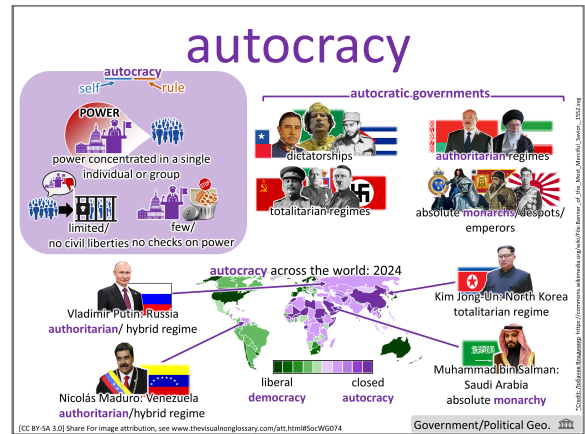 autocracy
autocracy
self
rule
POWER
power concentrated in a single
individual or group
limited/
no civil liberties
few/
no checks on power
STOP
autocratic governments
dictatorships
authoritarian regimes
totalitarian regimes
absolute monarchs/despots/
emperors
autocracy across the world: 2024
Vladimir Putin: Russia
authoritarian/ hybrid regime
Nicolás Maduro: Venezuela
authoritarian/hybrid regime
Kim Jong-Un: North Korea
totalitarian regime
Muhammad bin Salman:
Saudi Arabia
absolute monarchy
liberal
democracy
closed
autocracy
Government/Political Geo.
[CC BY-SA 3.0] Share For image attribution, see www.thevisualnonglossary.com/att.html#SocWG074